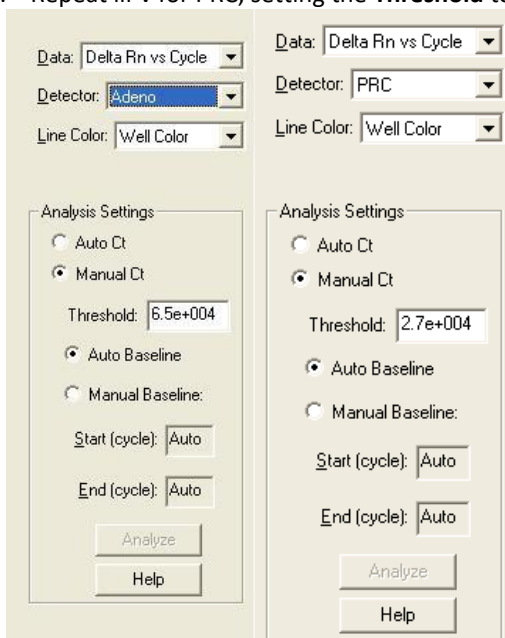 Repeat iii-v for PRC, setting the Threshold to
Data: Delta Rn vs Cycle
Detector: Adeno
Line Color: Well Color
Analysis Settings
Auto Ct
Manual Ct
Threshold: 6.5e+004
Auto Baseline
Manual Baseline:
Start (cycle): Auto
End (cycle): Auto
Analyze
Help
Data: Delta Rn vs Cycle
Detector: PRC
Line Color: Well Color
Analysis Settings
Auto Ct
Manual Ct
Threshold: 2.7e+004
Auto Baseline
Manual Baseline:
Start (cycle): Auto
End (cycle): Auto
Analyze
Help